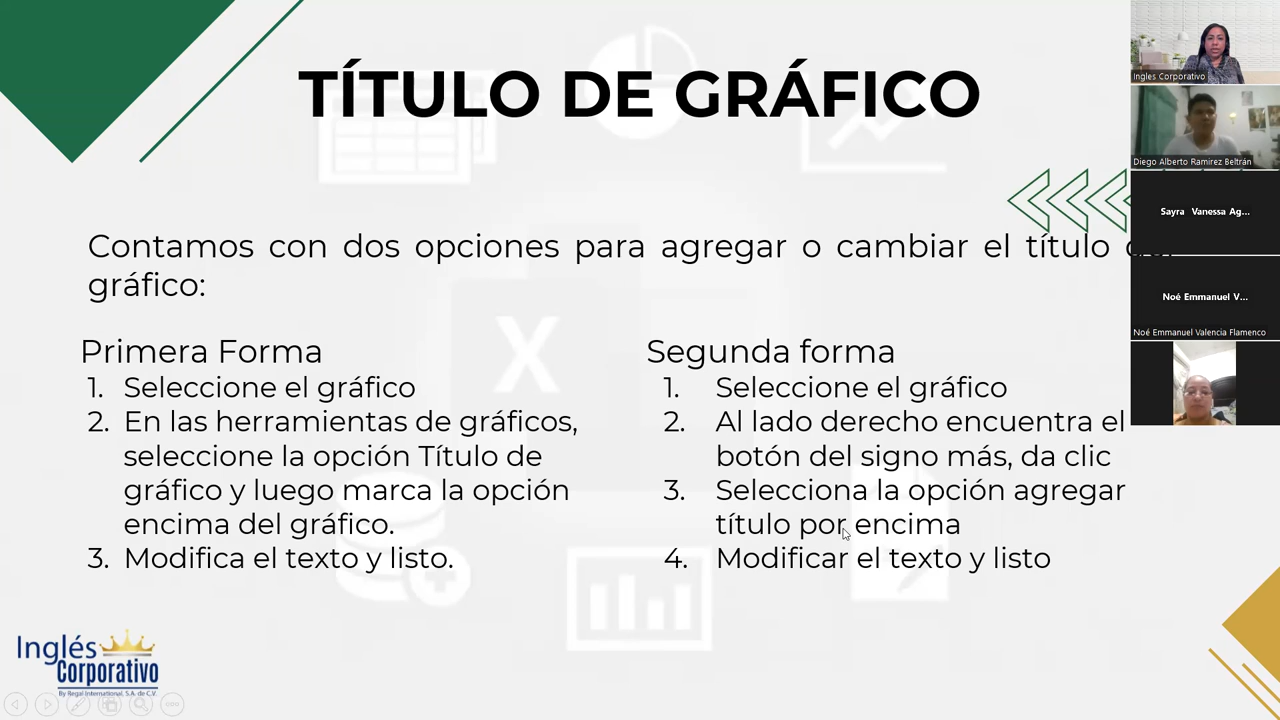 TÍTULO DE GRÁFICO
Contamos con dos opciones para agregar o cambiar el título
gráfico:
Primera Forma
1. Seleccione el gráfico
2. En las herramientas de gráficos,
seleccione la opción Título de
gráfico y luego marca la opción
encima del gráfico.
3. Modifica el texto y listo.
Segunda forma
1. Seleccione el gráfico
2. Al lado derecho encuentra el
botón del signo más, da clic
3. Selecciona la opción agregar
título por encima
4. Modificar el texto y listo
Ingles Corporativo
Diego Alberto Ramirez Beltrán
Sayra Vanessa Ag...
Noé Emmanuel V...
Noé Emmanuel Valencia Flamenco
X
Inglés
Corporativo
By Regal International, S.A. de C.V.